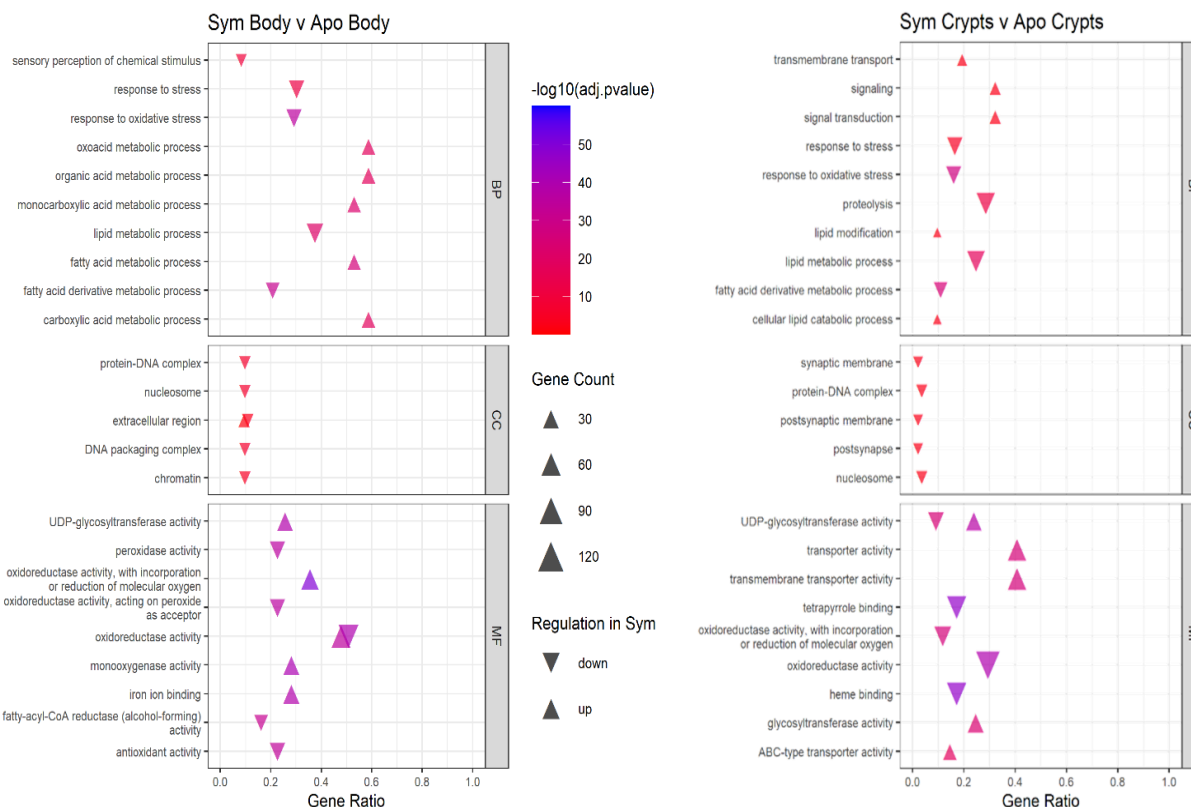 Sym Body v Apo Body
sensory perception of chemical stimulus
response to stress
response to oxidative stress
oxoacid metabolic process
organic acid metabolic process
monocarboxylic acid metabolic process
lipid metabolic process
fatty acid metabolic process
fatty acid derivative metabolic process
carboxylic acid metabolic process
BP
protein-DNA complex
nucleosome
extracellular region
DNA packaging complex
chromatin
CC
UDP-glycosyltransferase activity
peroxidase activity
oxidoreductase activity, with incorporation
or reduction of molecular oxygen
oxidoreductase activity, acting on peroxide
as acceptor
oxidoreductase activity
monooxygenase activity
iron ion binding
fatty-acyl-CoA reductase (alcohol-forming)
activity
antioxidant activity
MF
0.0 0.2 0.4 0.6 0.8 1.0
Gene Ratio
-log10(adj.pvalue)
50
40
30
20
10
Gene Count
30
60
90
120
Regulation in Sym
down
up
Sym Crypts v Apo Crypts
transmembrane transport
signaling
signal transduction
response to stress
response to oxidative stress
proteolysis
lipid modification
lipid metabolic process
fatty acid derivative metabolic process
cellular lipid catabolic process
synaptic membrane
protein-DNA complex
postsynaptic membrane
postsynapse
nucleosome
UDP-glycosyltransferase activity
transporter activity
transmembrane transporter activity
tetrapyrrole binding
oxidoreductase activity, with incorporation
or reduction of molecular oxygen
oxidoreductase activity
heme binding
glycosyltransferase activity
ABC-type transporter activity
0.0 0.2 0.4 0.6 0.8 1.0
Gene Ratio